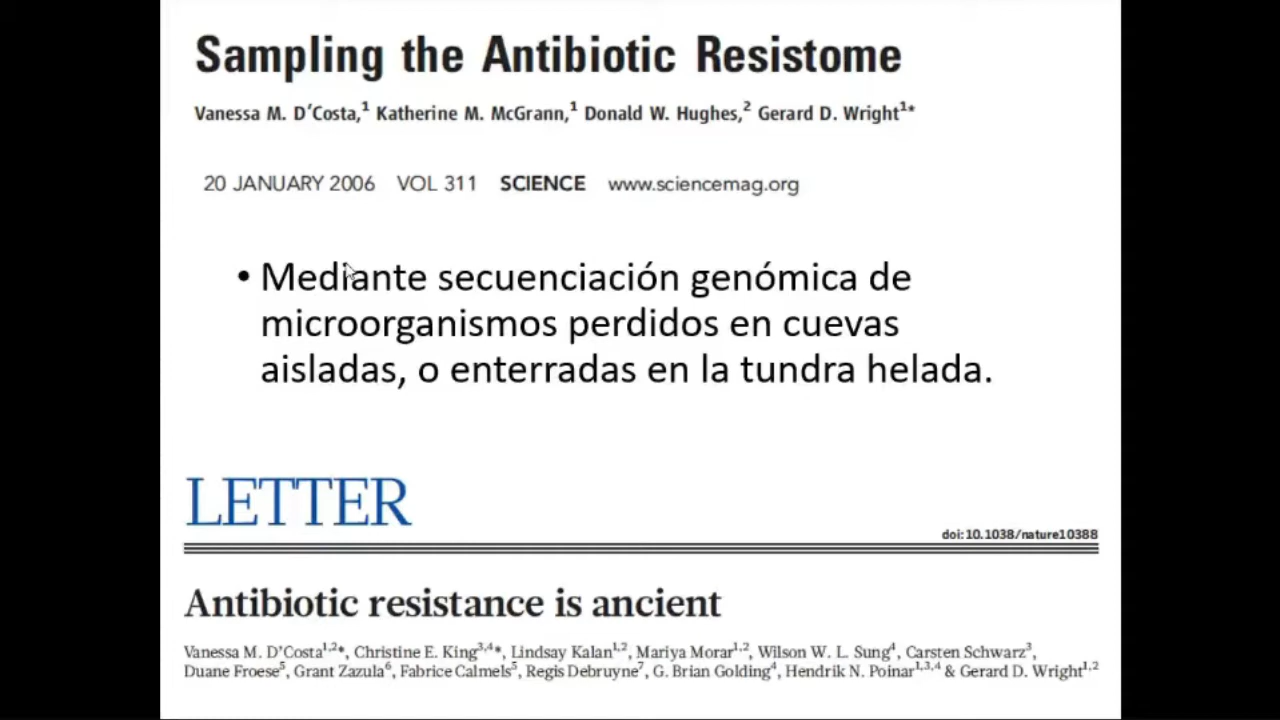 Sampling the Antibiotic Resistome
Vanessa M. D'Costa,1 Katherine M. McGrann,1 Donald W. Hughes,2 Gerard D. Wright1*
20 JANUARY 2006 VOL 311 SCIENCE www.sciencemag.org
• Mediante secuenciación genómica de
microorganismos perdidos en cuevas
aisladas, o enterradas en la tundra helada.
LETTER
doi:10.1038/nature10388
Antibiotic resistance is ancient
Vanessa M. D'Costa1,2*, Christine E. King3,4*, Lindsay Kalan1,2, Mariya Morar1,2, Wilson W. L. Sung4, Carsten Schwarz3,
Duane Froese5, Grant Zazula6, Fabrice Calmels5, Regis Debruyne7, G. Brian Golding4, Hendrik N. Poinar1,3,4 & Gerard D. Wright1,2